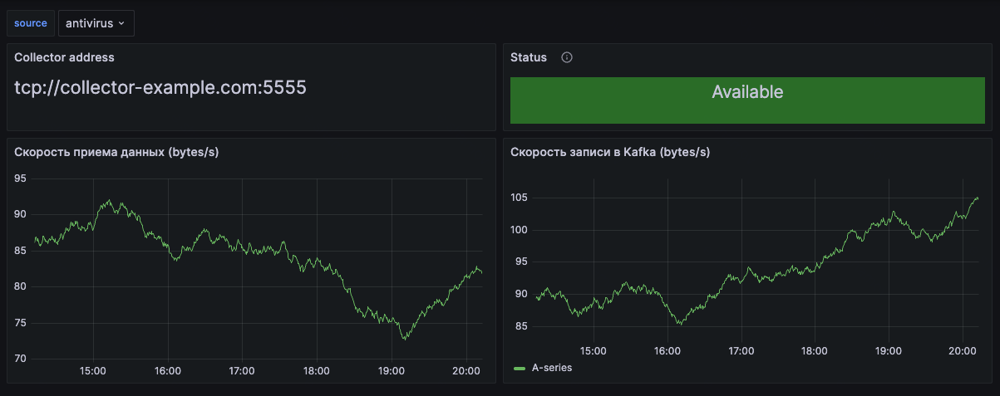 source antivirus
Collector address
tcp://collector-example.com:5555
Status
Available
Скорость приема данных (bytes/s)
95
90
85
80
75
70
15:00 16:00 17:00 18:00 19:00 20:00
Скорость записи в Kafka (bytes/s)
105
100
95
90
85
15:00 16:00 17:00 18:00 19:00 20:00
A-series